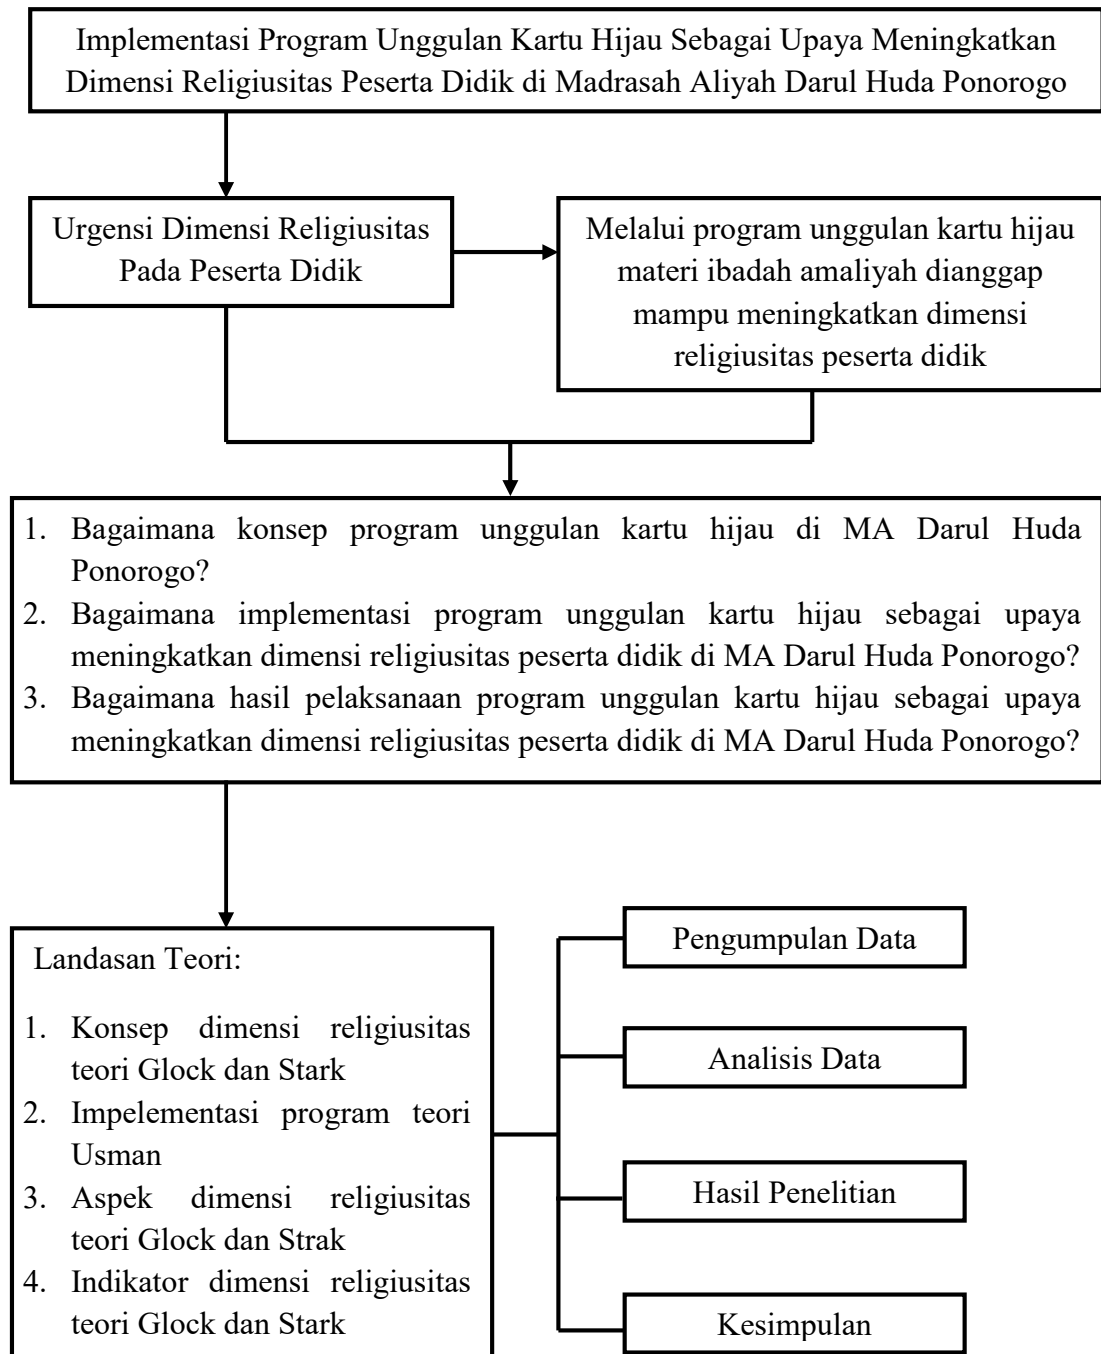 Implementasi Program Unggulan Kartu Hijau Sebagai Upaya Meningkatkan
Dimensi Religiusitas Peserta Didik di Madrasah Aliyah Darul Huda Ponorogo
Urgensi Dimensi Religiusitas
Pada Peserta Didik
Melalui program unggulan kartu hijau
materi ibadah amaliyah dianggap
mampu meningkatkan dimensi
religiusitas peserta didik
1. Bagaimana konsep program unggulan kartu hijau di MA Darul Huda
Ponorogo?
2. Bagaimana implementasi program unggulan kartu hijau sebagai upaya
meningkatkan dimensi religiusitas peserta didik di MA Darul Huda Ponorogo?
3. Bagaimana hasil pelaksanaan program unggulan kartu hijau sebagai upaya
meningkatkan dimensi religiusitas peserta didik di MA Darul Huda Ponorogo?
Landasan Teori:
1. Konsep dimensi religiusitas
teori Glock dan Stark
2. Impelementasi program teori
Usman
3. Aspek dimensi religiusitas
teori Glock dan Strak
4. Indikator dimensi religiusitas
teori Glock dan Stark
Pengumpulan Data
Analisis Data
Hasil Penelitian
Kesimpulan